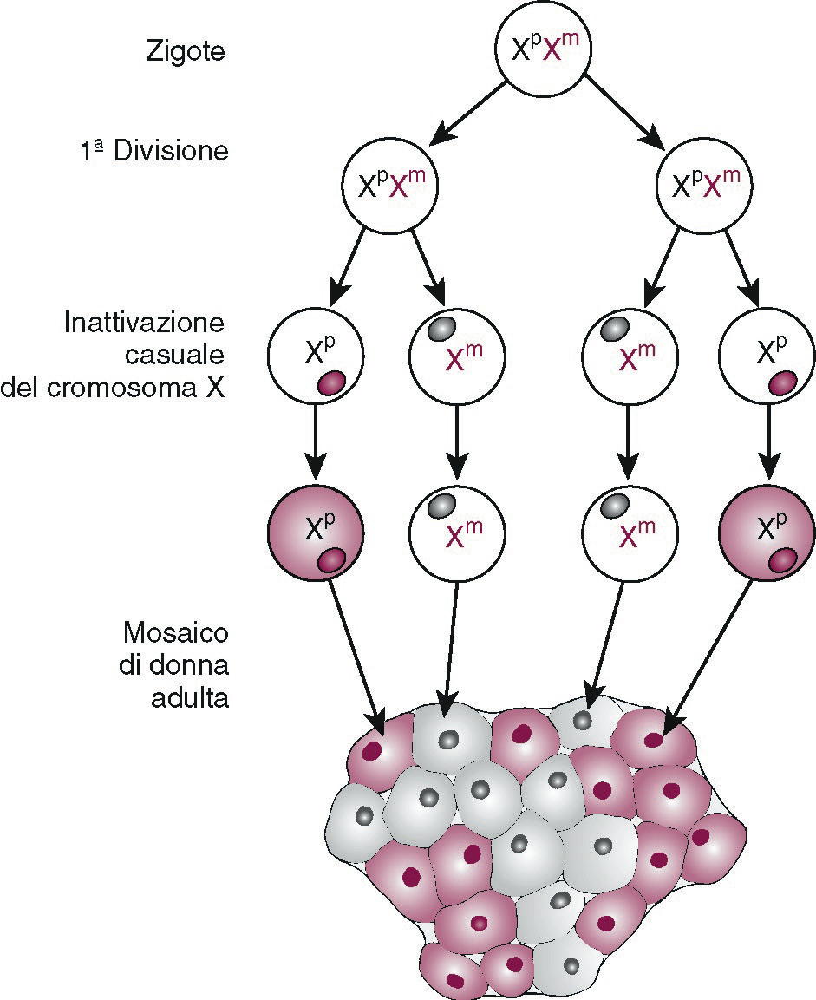 Zigote
XᵖXᵐ
1ª Divisione
XᵖXᵐ
XᵖXᵐ
Inattivazione
casuale
del cromosoma X
Xᵖ
Xᵐ
Xᵐ
Xᵖ
Xᵖ
Xᵐ
Xᵐ
Xᵖ
Mosaico
di donna
adulta